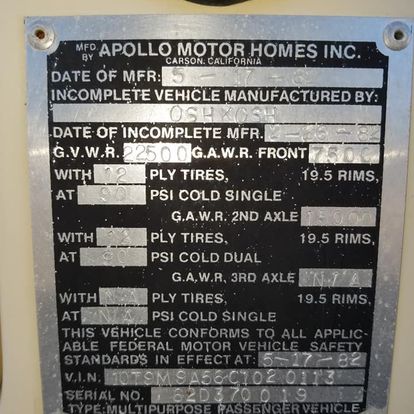 MFD BY APOLLO MOTOR HOMES INC.
CARSON, CALIFORNIA
DATE OF MFR: 5-17-8
INCOMPLETE VEHICLE MANUFACTURED BY:
OSHKOSH
DATE OF INCOMPLETE MFR. -82
G.V.W.R. 22500 G.A.W.R. FRONT 7500
WITH 12 PLY TIRES, 19.5 RIMS,
AT PSI COLD SINGLE
G.A.W.R. 2ND AXLE 15000
WITH PLY TIRES, 19.5 RIMS,
AT PSI COLD DUAL
G.A.W.R. 3RD AXLE N/A
WITH PLY TIRES, 19.5 RIMS,
AT N/A PSI COLD SINGLE
THIS VEHICLE CONFORMS TO ALL APPLIC-
ABLE FEDERAL MOTOR VEHICLE SAFETY
STANDARDS IN EFFECT AT: 5-17-82
V.I.N.
SERIAL NO.
TYPE: MULTIPURPOSE PASSENGER VEHICLE